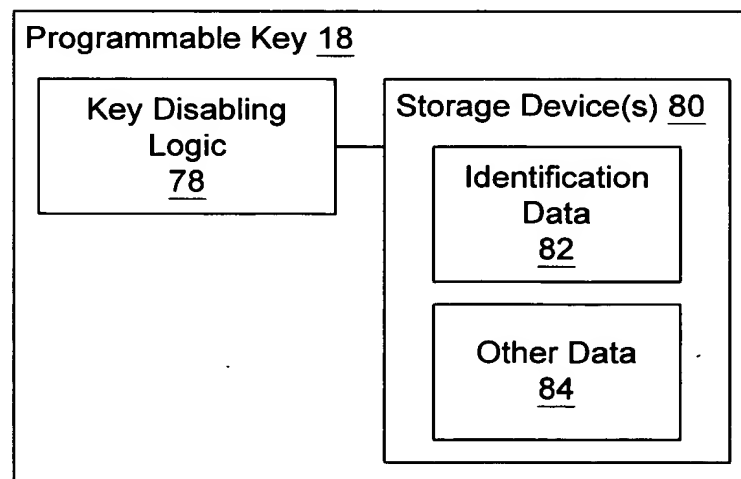 Programmable Key 18
Key Disabling
Logic
78
Storage Device(s) 80
Identification
Data
82
Other Data
84